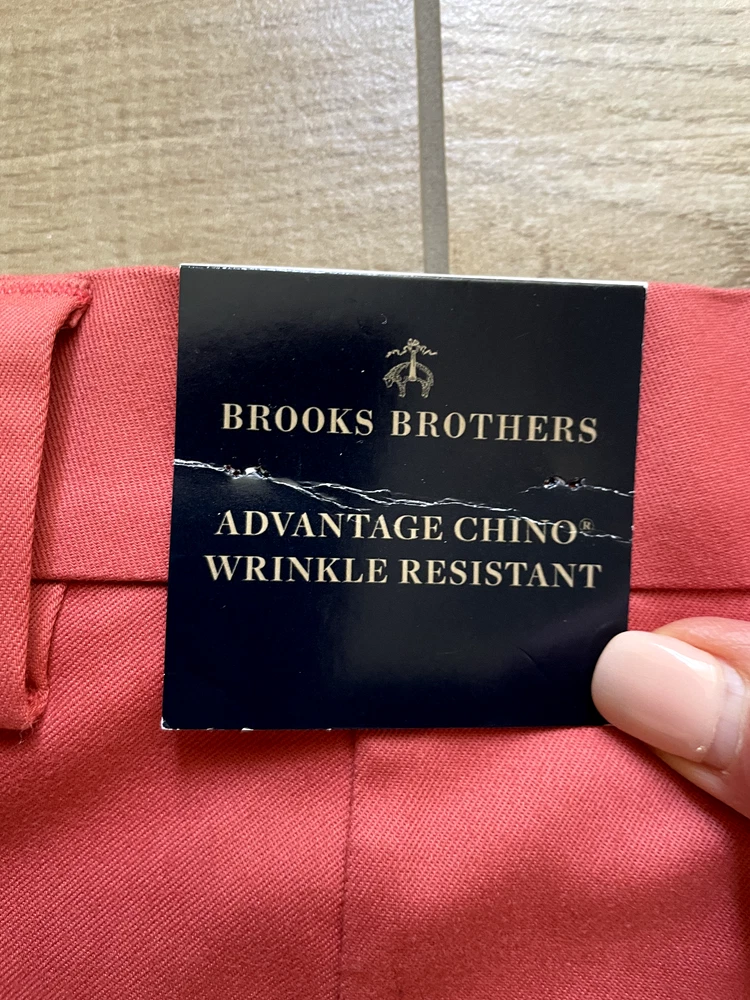 BROOKS BROTHERS
ADVANTAGE CHINO®
WRINKLE RESISTANT